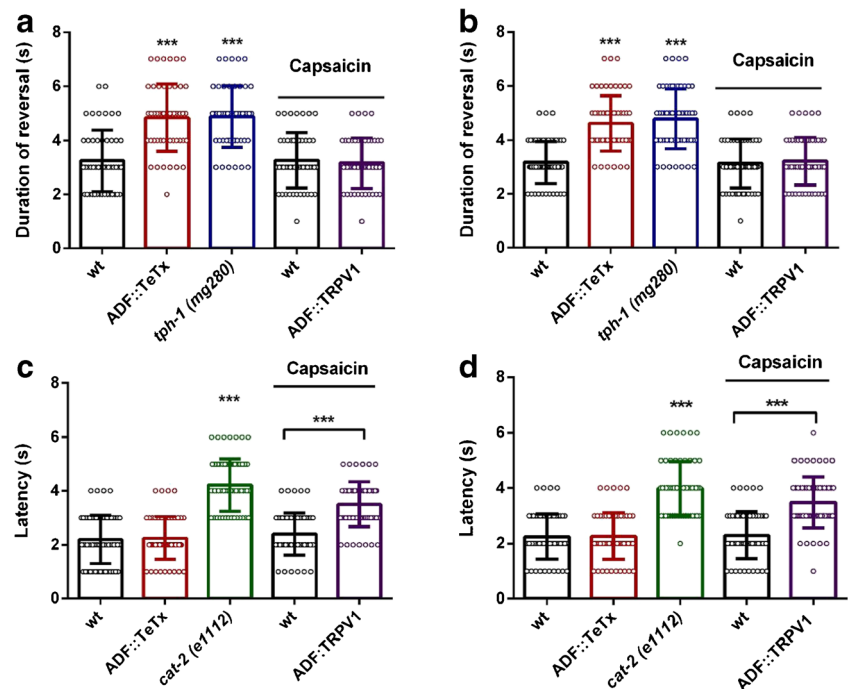 a
Duration of reversal (s)
8
6
4
2
0
***
***
Capsaicin
wt
ADF::TeTx
tph-1 (mg280)
wt
ADF::TRPV1
b
Duration of reversal (s)
8
6
4
2
0
***
***
Capsaicin
wt
ADF::TeTx
tph-1 (mg280)
wt
ADF::TRPV1
c
Latency (s)
8
6
4
2
0
***
Capsaicin
***
wt
ADF::TeTx
cat-2 (e1112)
wt
ADF:TRPV1
d
Latency (s)
8
6
4
2
0
***
Capsaicin
***
wt
ADF::TeTx
cat-2 (e1112)
wt
ADF::TRPV1